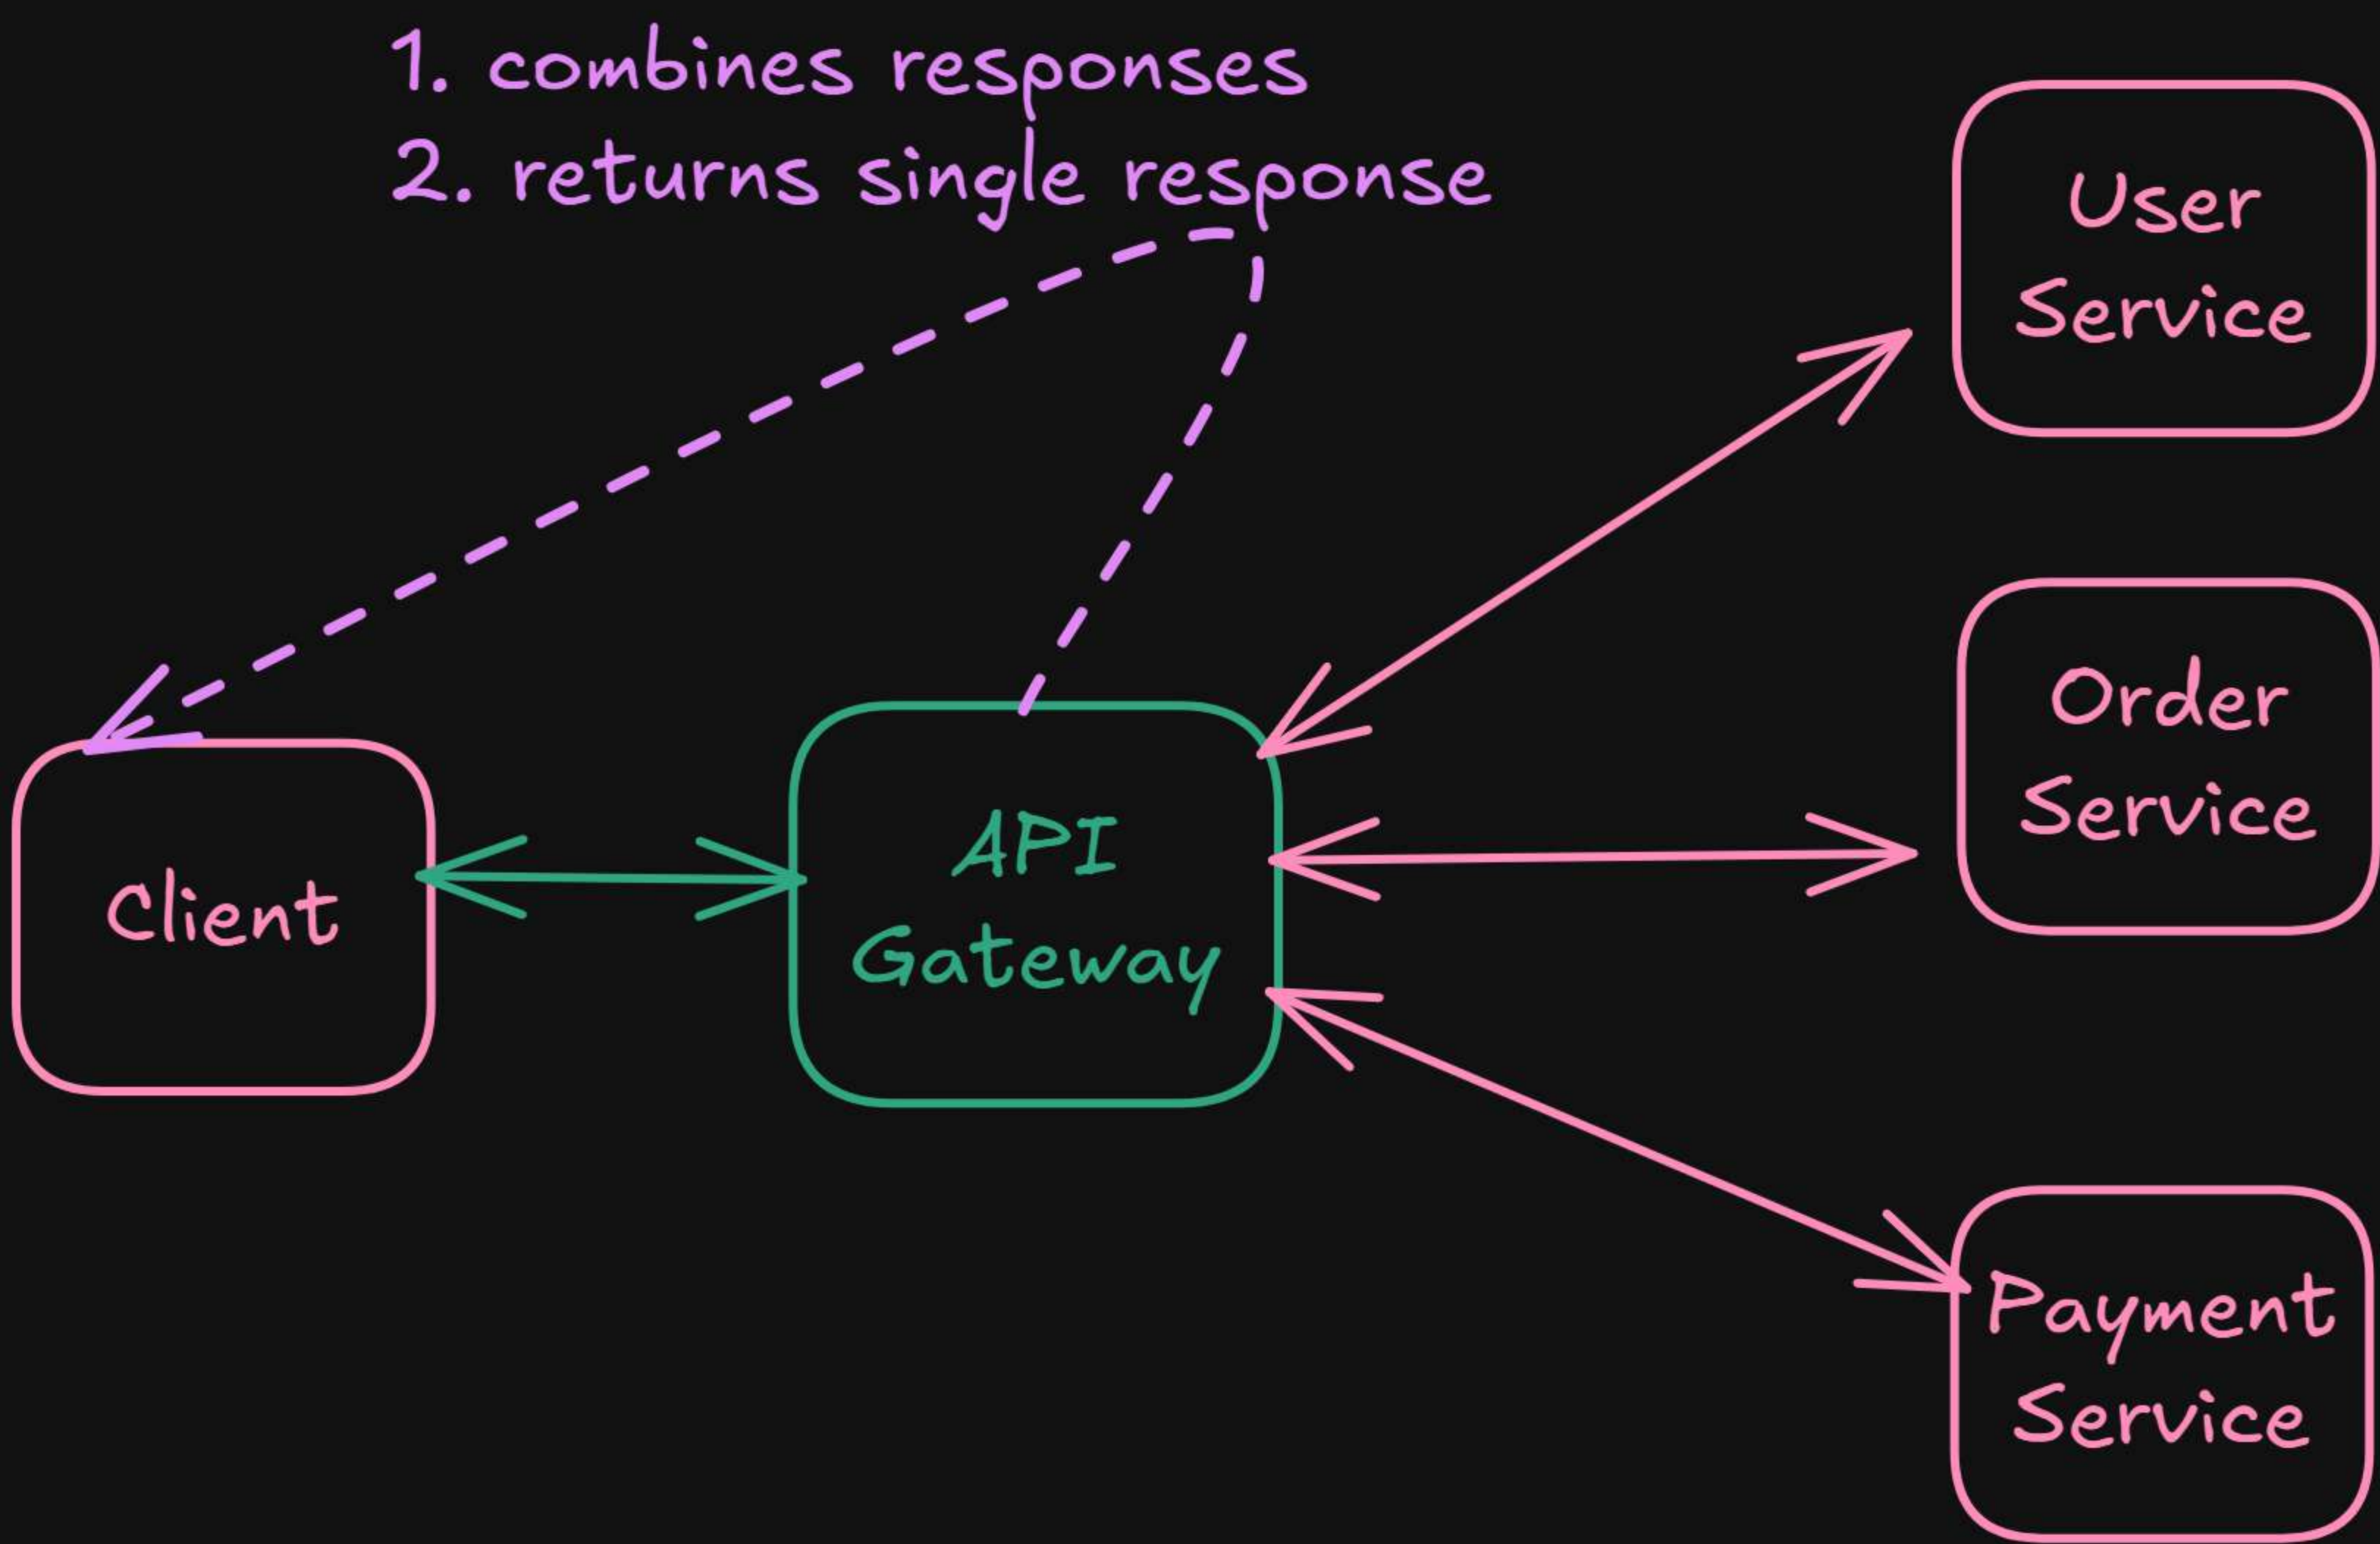 1. combines responses
2. returns single response
User
Service
Order
Service
Client
API
Gateway
Payment
Service